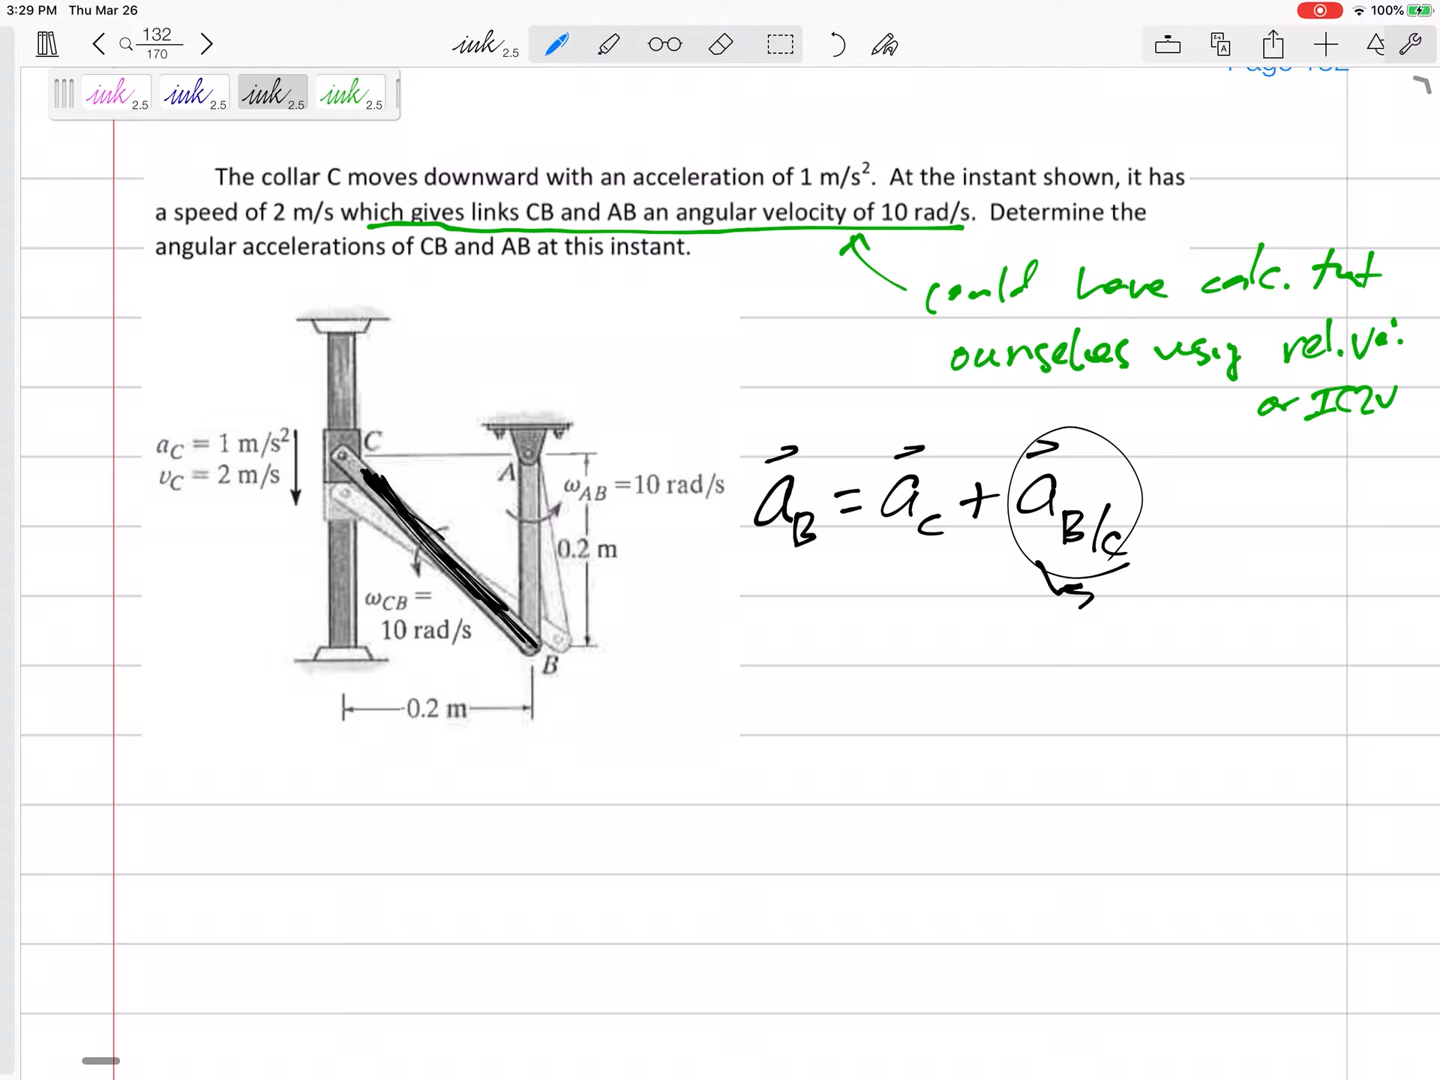 3:29 PM Thu Mar 26
100%
132
170
ink 2.5
ink 2.5
ink 2.5
ink 2.5
ink 2.5
The collar C moves downward with an acceleration of 1 m/s². At the instant shown, it has
a speed of 2 m/s which gives links CB and AB an angular velocity of 10 rad/s. Determine the
angular accelerations of CB and AB at this instant.
could have calc. that
ourselves using rel. vel.
or ICZV
a_C = 1 m/s²
v_C = 2 m/s
C
A
ω_AB = 10 rad/s
0.2 m
ω_CB =
10 rad/s
B
0.2 m
a⃗_B = a⃗_C + a⃗_B/C